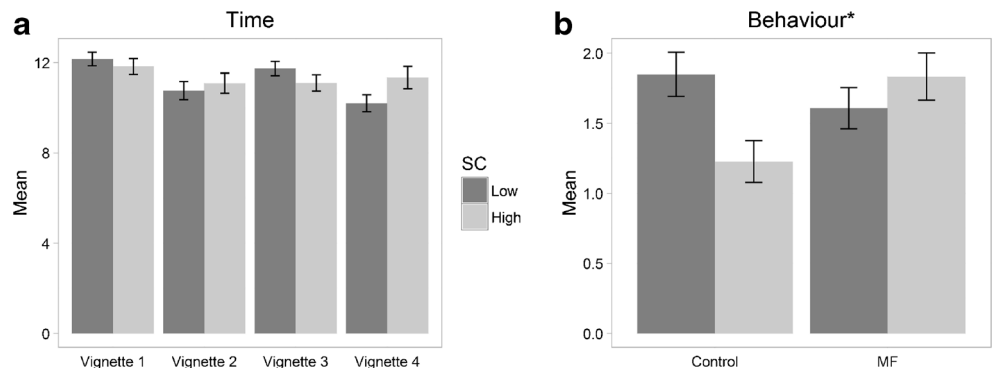 a
Time
Mean
12
8
4
0
Vignette 1
Vignette 2
Vignette 3
Vignette 4
SC
Low
High
b
Behaviour*
Mean
2.0
1.5
1.0
0.5
0.0
Control
MF